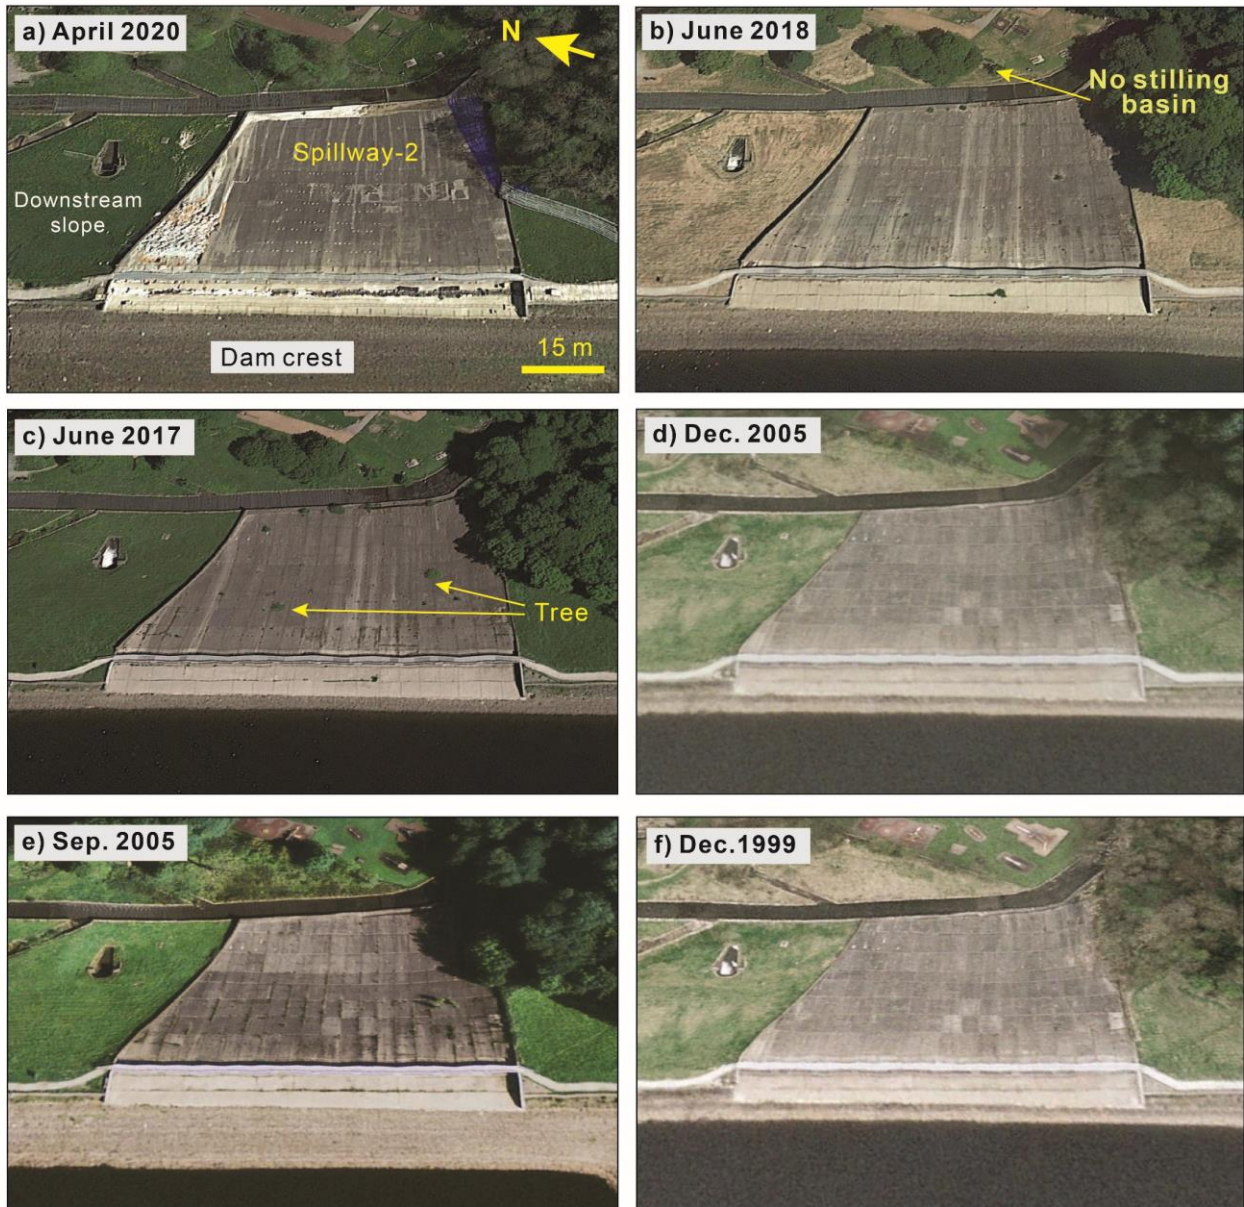 a) April 2020
N
Spillway-2
Downstream
slope
Dam crest
15 m
b) June 2018
No stilling
basin
c) June 2017
Tree
d) Dec. 2005
e) Sep. 2005
f) Dec.1999